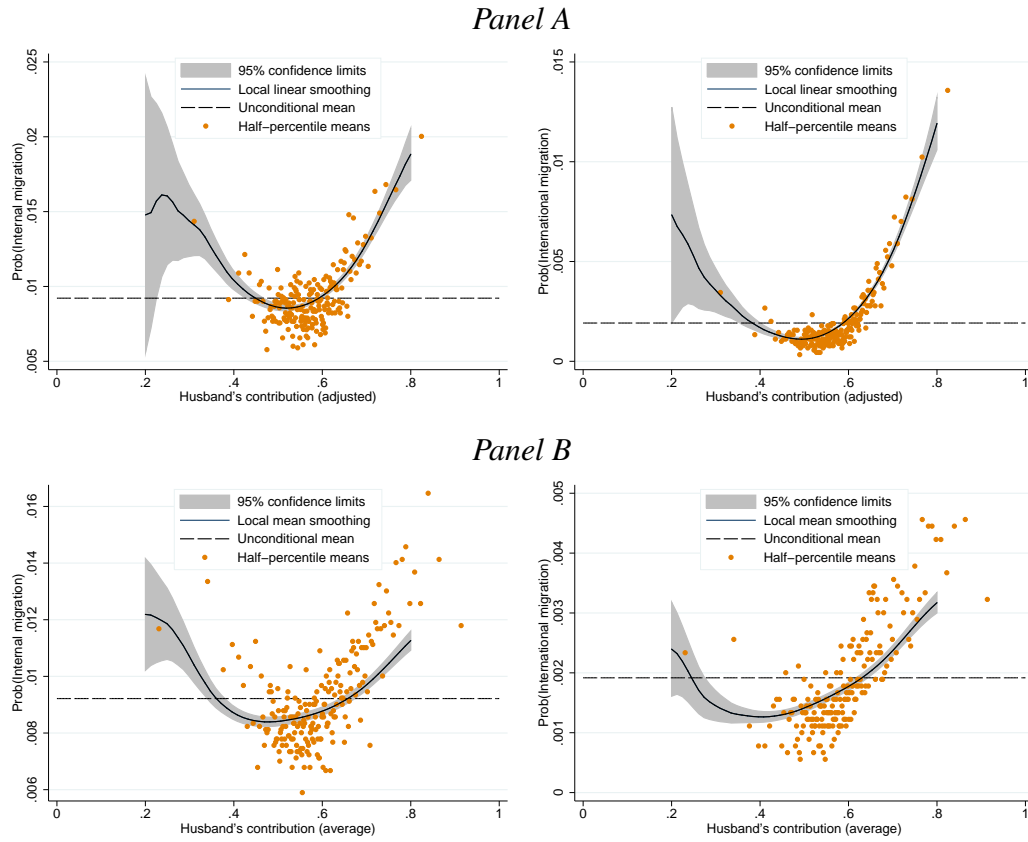 Panel A
95% confidence limits
Local linear smoothing
Unconditional mean
Half−percentile means
Prob(Internal migration)
.025
.02
.015
.01
.005
0
.2
.4
.6
.8
1
Husband's contribution (adjusted)
95% confidence limits
Local linear smoothing
Unconditional mean
Half−percentile means
Prob(International migration)
.015
.01
.005
0
0
.2
.4
.6
.8
1
Husband's contribution (adjusted)
Panel B
95% confidence limits
Local mean smoothing
Unconditional mean
Half−percentile means
Prob(Internal migration)
.016
.014
.012
.01
.008
.006
0
.2
.4
.6
.8
1
Husband's contribution (average)
95% confidence limits
Local mean smoothing
Unconditional mean
Half−percentile means
Prob(International migration)
.005
.004
.003
.002
.001
0
0
.2
.4
.6
.8
1
Husband's contribution (average)